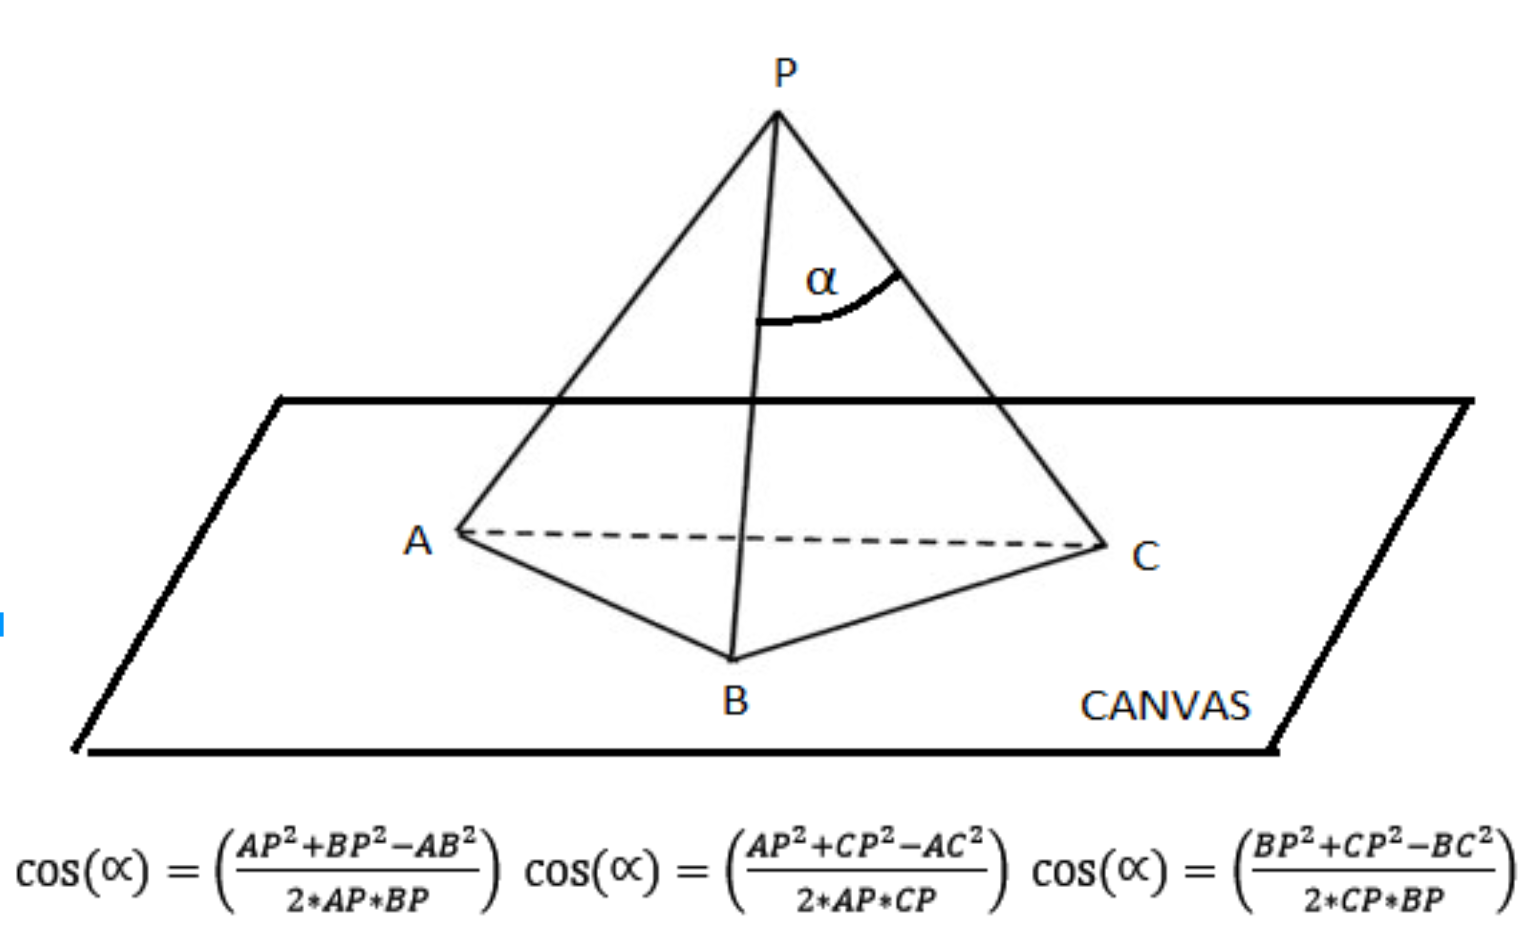 P
α
A
C
B
CANVAS
cos(∝) = (AP²+BP²−AB² / 2∗AP∗BP) cos(∝) = (AP²+CP²−AC² / 2∗AP∗CP) cos(∝) = (BP²+CP²−BC² / 2∗CP∗BP)